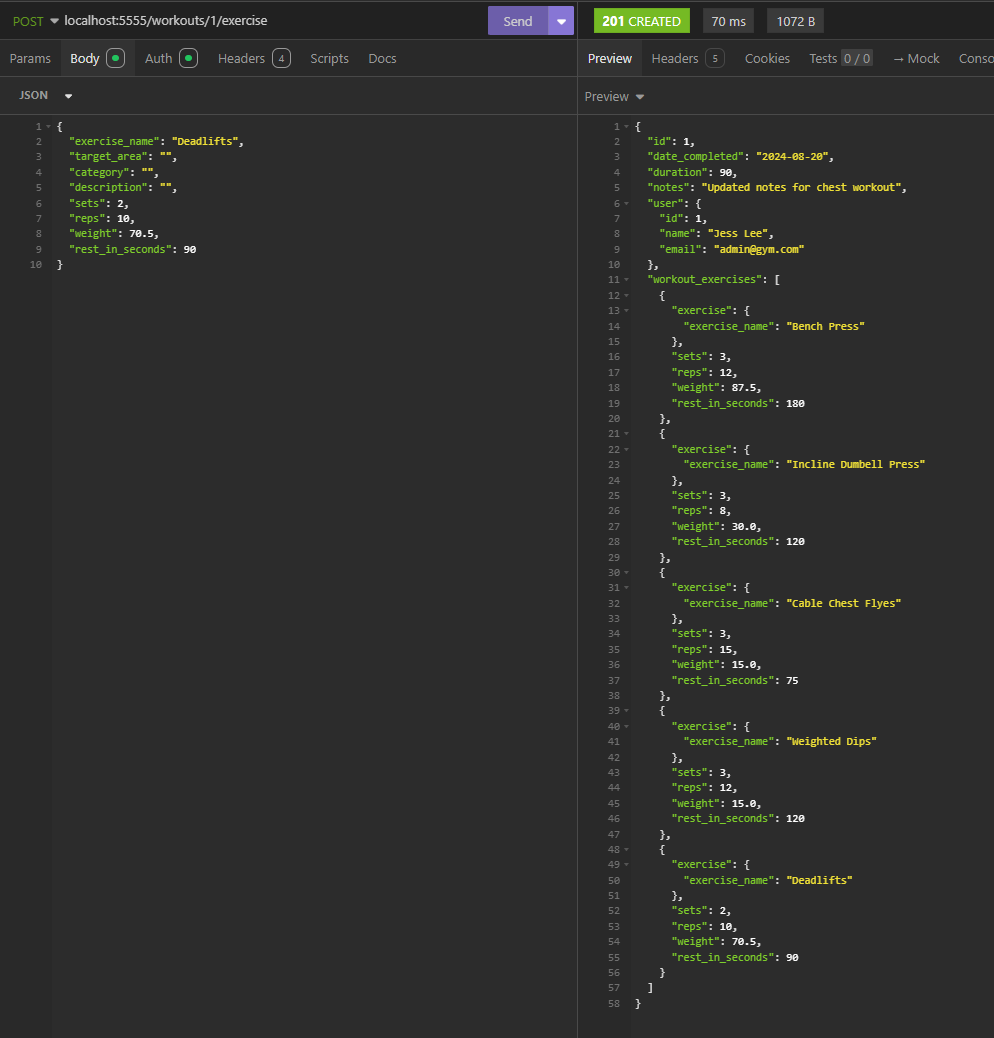 POST localhost:5555/workouts/1/exercise Send 201 CREATED 70 ms 1072 B
Params Body Auth Headers 4 Scripts Docs Preview Headers 5 Cookies Tests 0 / 0 → Mock Conso
JSON Preview
1 {
2 "exercise_name": "Deadlifts",
3 "target_area": "",
4 "category": "",
5 "description": "",
6 "sets": 2,
7 "reps": 10,
8 "weight": 70.5,
9 "rest_in_seconds": 90
10 }
1 {
2 "id": 1,
3 "date_completed": "2024-08-20",
4 "duration": 90,
5 "notes": "Updated notes for chest workout",
6 "user": {
7 "id": 1,
8 "name": "Jess Lee",
9 "email": "admin@gym.com"
10 },
11 "workout_exercises": [
12 {
13 "exercise": {
14 "exercise_name": "Bench Press"
15 },
16 "sets": 3,
17 "reps": 12,
18 "weight": 87.5,
19 "rest_in_seconds": 180
20 },
21 {
22 "exercise": {
23 "exercise_name": "Incline Dumbell Press"
24 },
25 "sets": 3,
26 "reps": 8,
27 "weight": 30.0,
28 "rest_in_seconds": 120
29 },
30 {
31 "exercise": {
32 "exercise_name": "Cable Chest Flyes"
33 },
34 "sets": 3,
35 "reps": 15,
36 "weight": 15.0,
37 "rest_in_seconds": 75
38 },
39 {
40 "exercise": {
41 "exercise_name": "Weighted Dips"
42 },
43 "sets": 3,
44 "reps": 12,
45 "weight": 15.0,
46 "rest_in_seconds": 120
47 },
48 {
49 "exercise": {
50 "exercise_name": "Deadlifts"
51 },
52 "sets": 2,
53 "reps": 10,
54 "weight": 70.5,
55 "rest_in_seconds": 90
56 }
57 ]
58 }